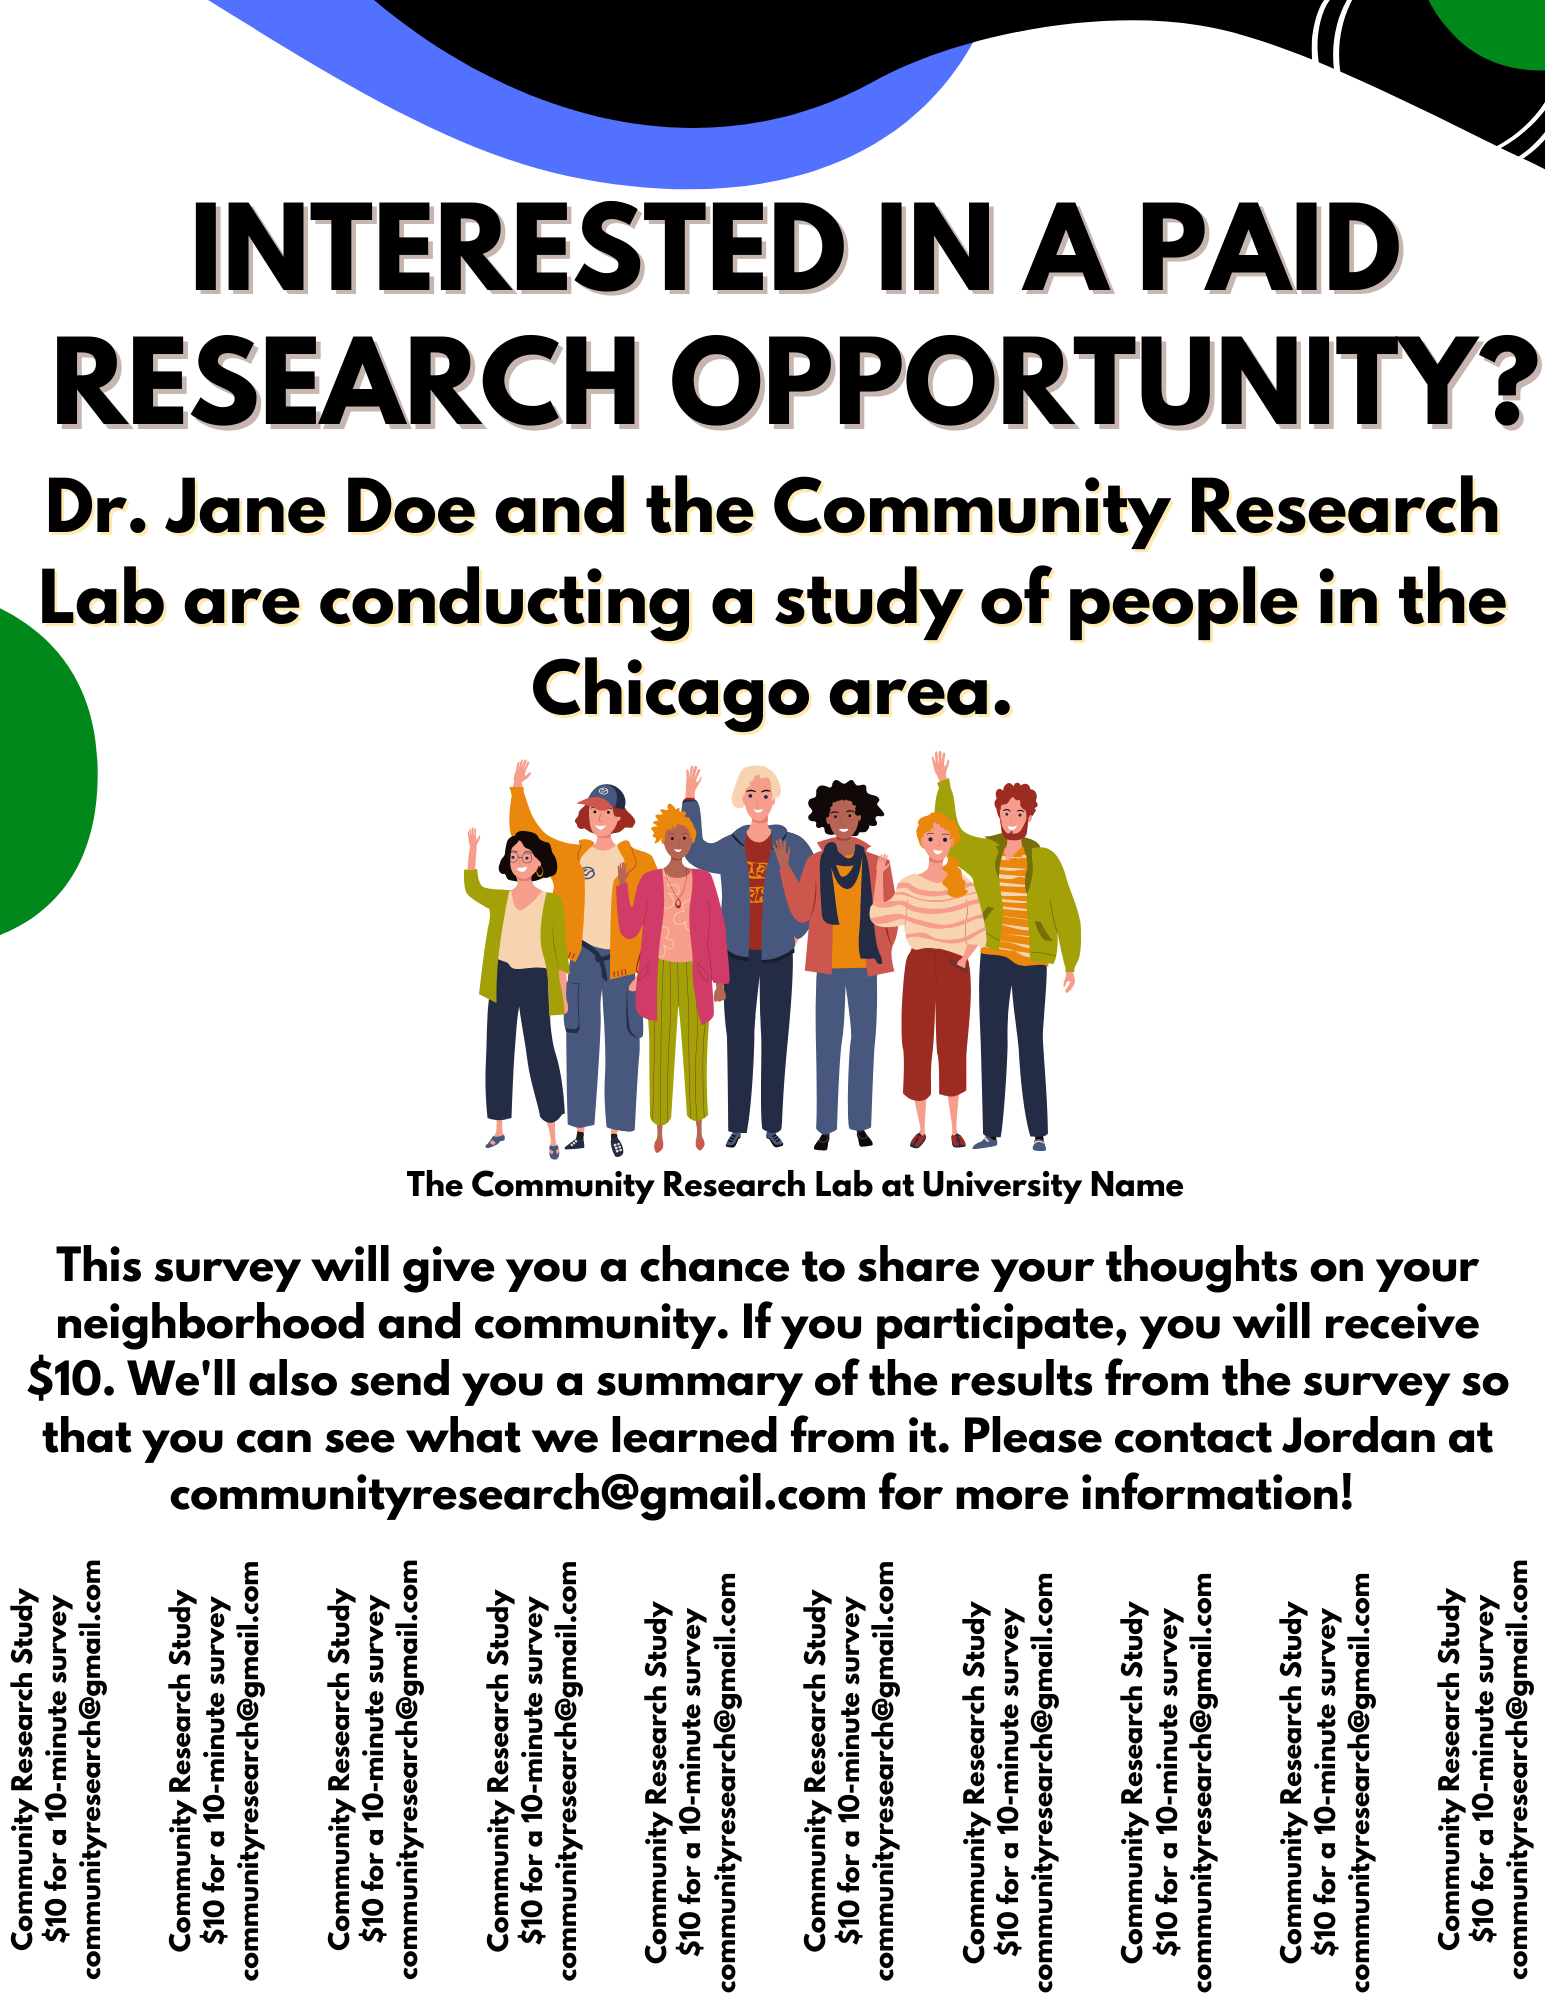 INTERESTED IN A PAID
RESEARCH OPPORTUNITY?
Dr. Jane Doe and the Community Research
Lab are conducting a study of people in the
Chicago area.
The Community Research Lab at University Name
This survey will give you a chance to share your thoughts on your
neighborhood and community. If you participate, you will receive
$10. We'll also send you a summary of the results from the survey so
that you can see what we learned from it. Please contact Jordan at
communityresearch@gmail.com for more information!
Community Research Study
$10 for a 10-minute survey
communityresearch@gmail.com
Community Research Study
$10 for a 10-minute survey
communityresearch@gmail.com
Community Research Study
$10 for a 10-minute survey
communityresearch@gmail.com
Community Research Study
$10 for a 10-minute survey
communityresearch@gmail.com
Community Research Study
$10 for a 10-minute survey
communityresearch@gmail.com
Community Research Study
$10 for a 10-minute survey
communityresearch@gmail.com
Community Research Study
$10 for a 10-minute survey
communityresearch@gmail.com
Community Research Study
$10 for a 10-minute survey
communityresearch@gmail.com
Community Research Study
$10 for a 10-minute survey
communityresearch@gmail.com
Community Research Study
$10 for a 10-minute survey
communityresearch@gmail.com